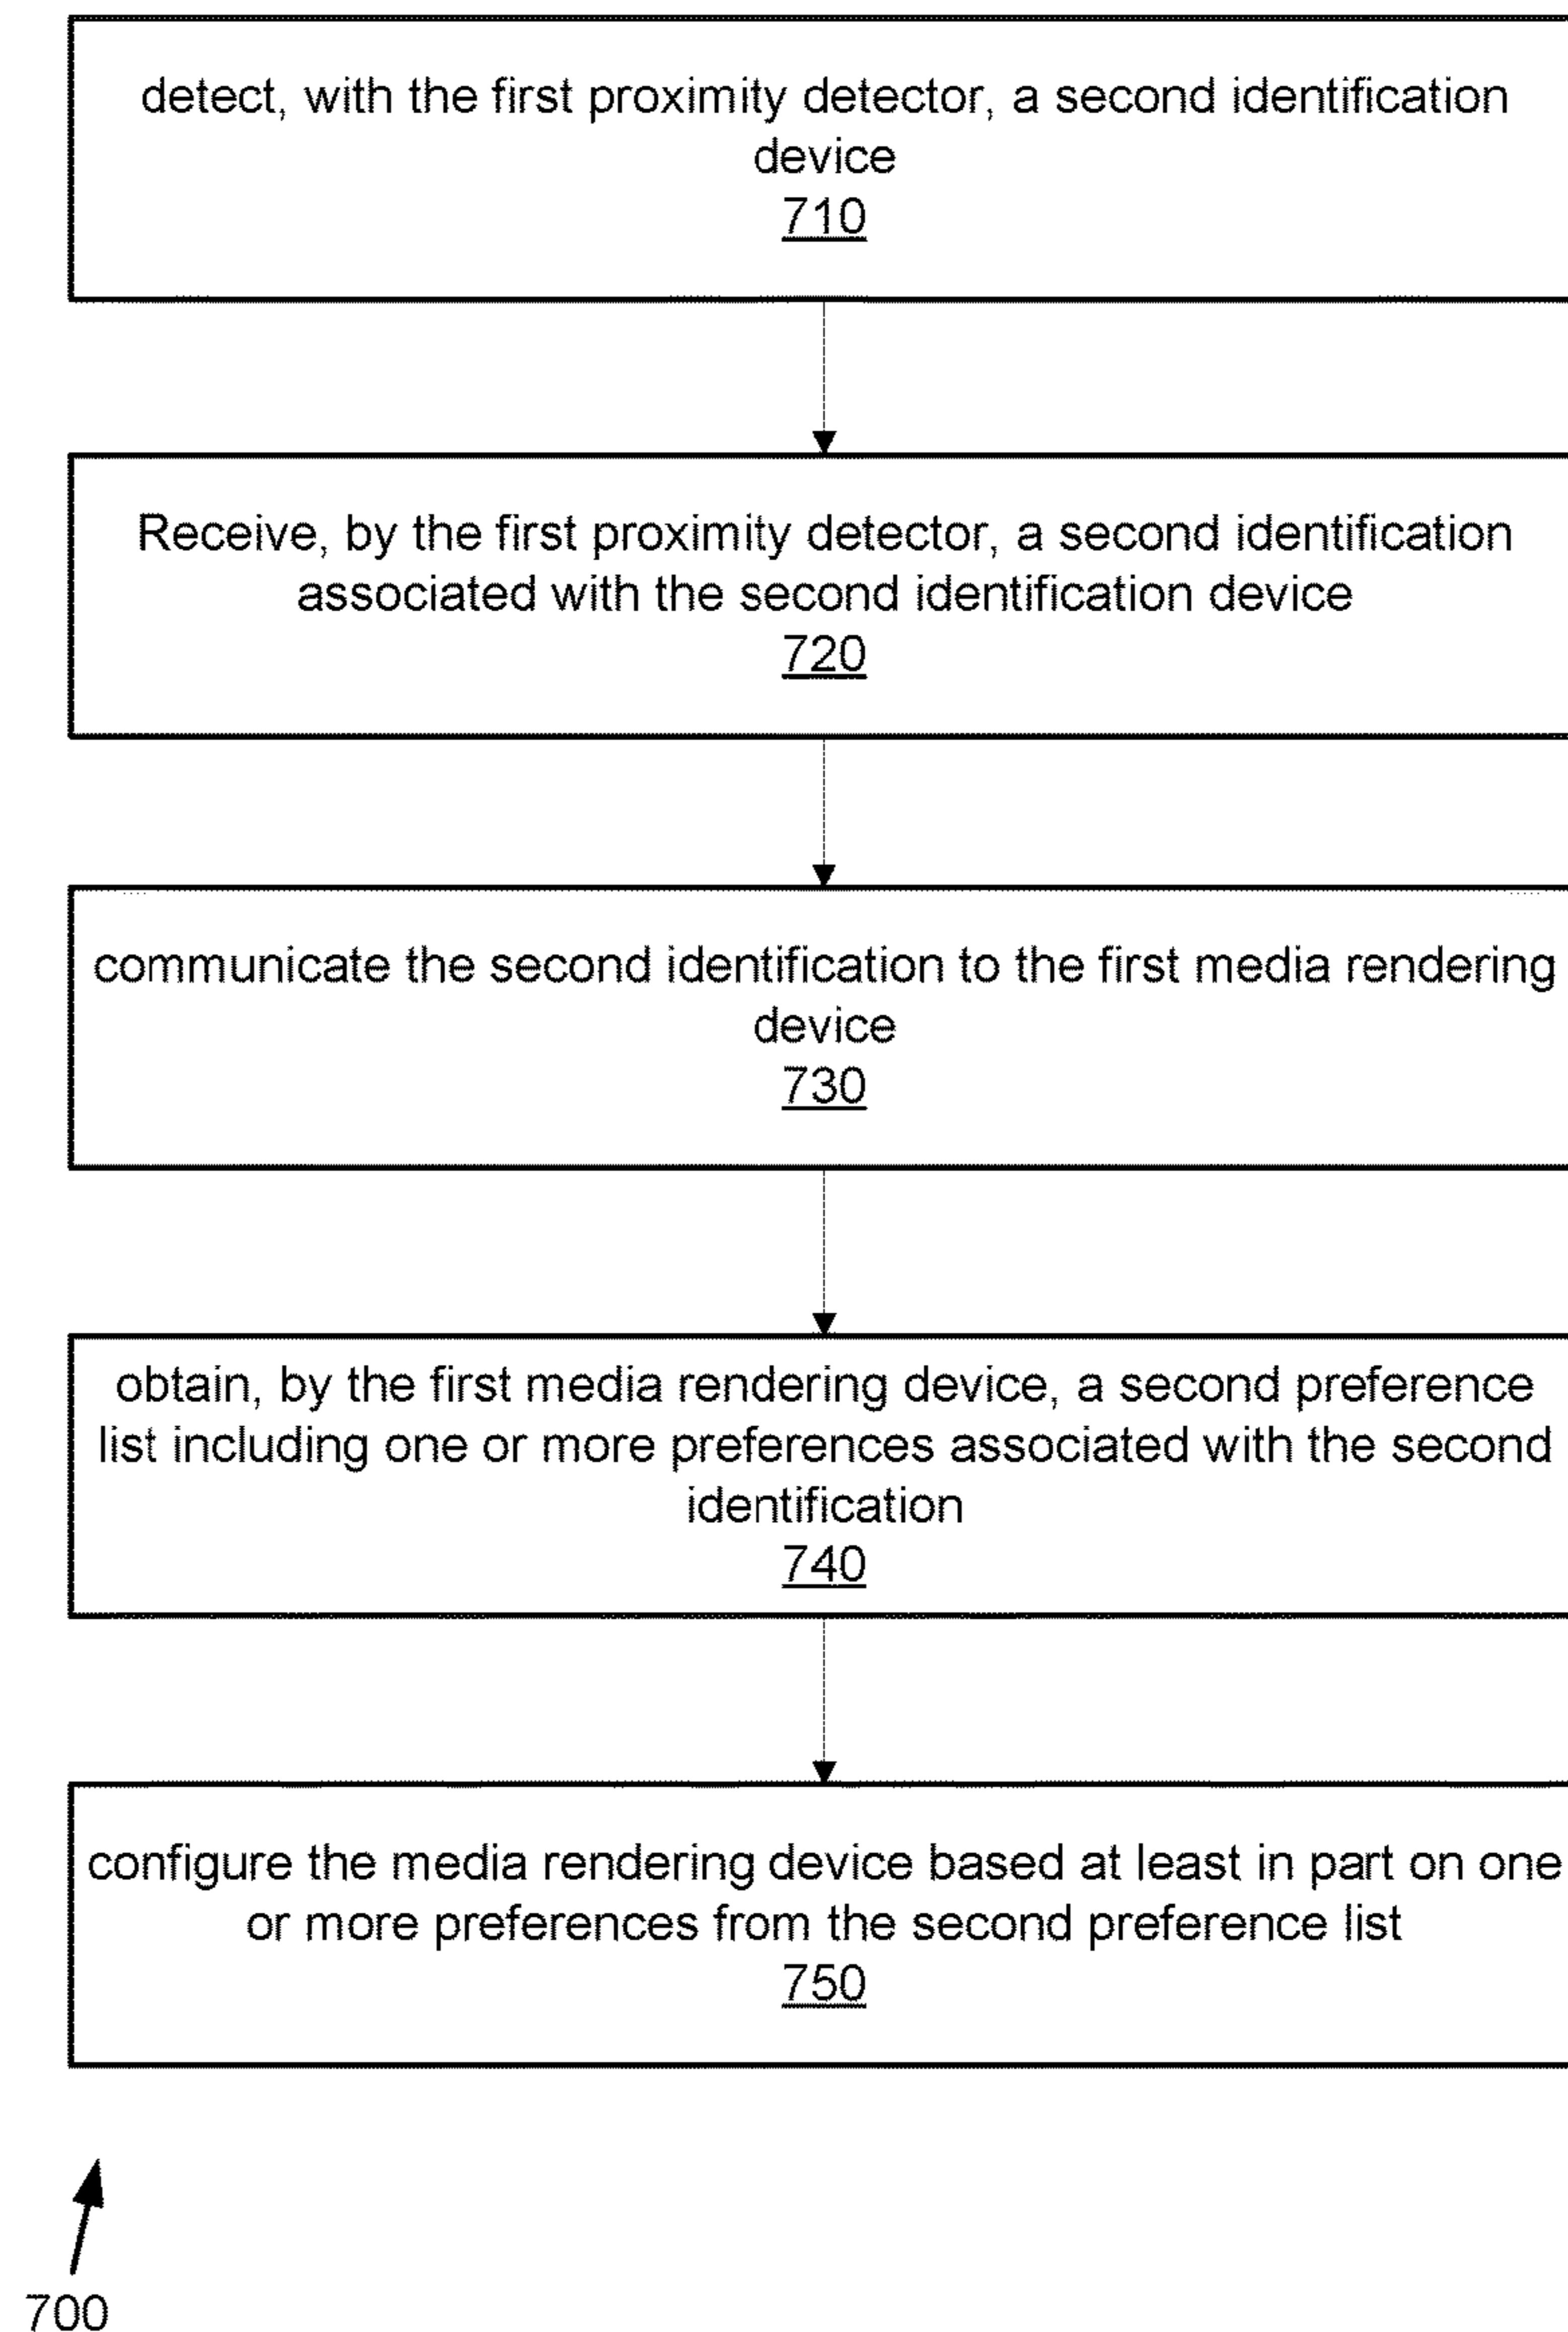 detect, with the first proximity detector, a second identification
device
710
Receive, by the first proximity detector, a second identification
associated with the second identification device
720
communicate the second identification to the first media rendering
device
730
obtain, by the first media rendering device, a second preference
list including one or more preferences associated with the second
identification
740
configure the media rendering device based at least in part on one
or more preferences from the second preference list
750
700